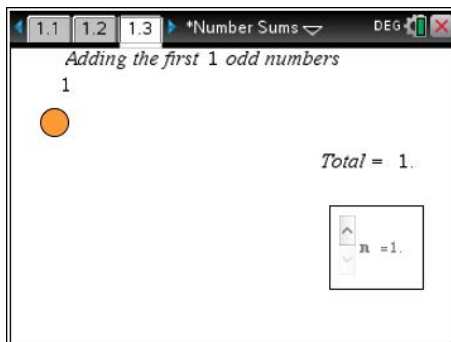 1.1 1.2 1.3 *Number Sums DEG
Adding the first 1 odd numbers
1
Total = 1.
n =1.